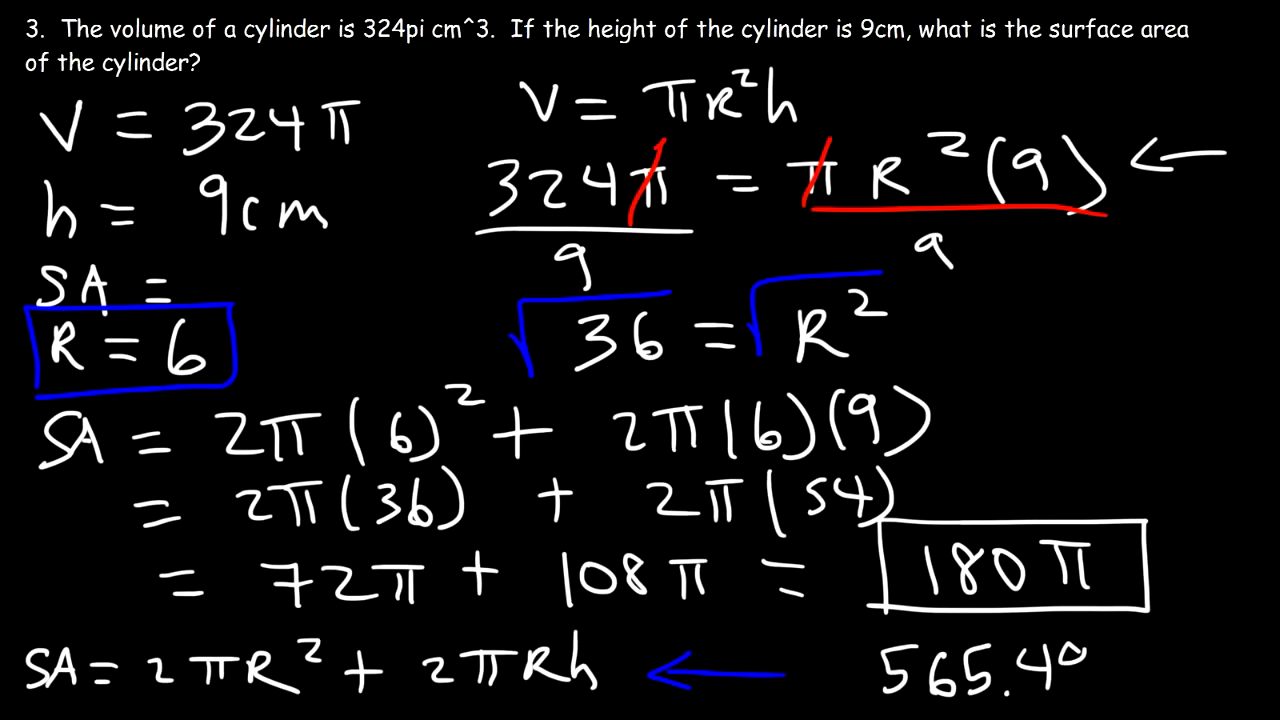 3. The volume of a cylinder is 324pi cm^3. If the height of the cylinder is 9cm, what is the surface area
of the cylinder?
V = 324π
h = 9cm
SA =
R = 6
V = πR²h
324π = πR²(9)
9 9
√36 = √R²
SA = 2π(6)² + 2π(6)(9)
= 2π(36) + 2π(54)
= 72π + 108π = 180π
SA = 2πR² + 2πRh ←
565.4